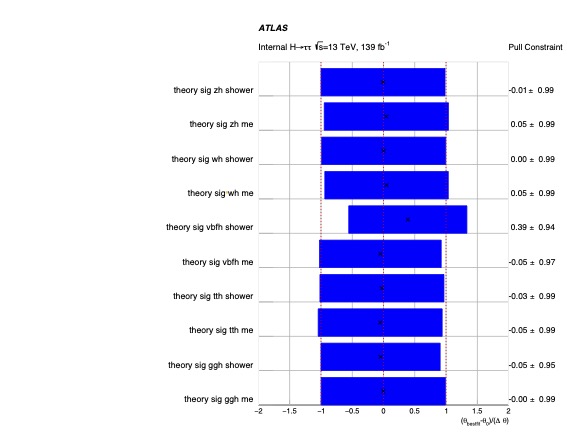 ATLAS
Internal H→ττ √s=13 TeV, 139 fb⁻¹ Pull Constraint
theory sig zh shower -0.01 ± 0.99
theory sig zh me 0.05 ± 0.99
theory sig wh shower 0.00 ± 0.99
theory sig wh me 0.05 ± 0.99
theory sig vbfh shower 0.39 ± 0.94
theory sig vbfh me -0.05 ± 0.97
theory sig tth shower -0.03 ± 0.99
theory sig tth me -0.05 ± 0.99
theory sig ggh shower -0.05 ± 0.95
theory sig ggh me -0.00 ± 0.99
−2 −1.5 −1 −0.5 0 0.5 1 1.5 2
(θbestfit-θ0)/(Δ θ)